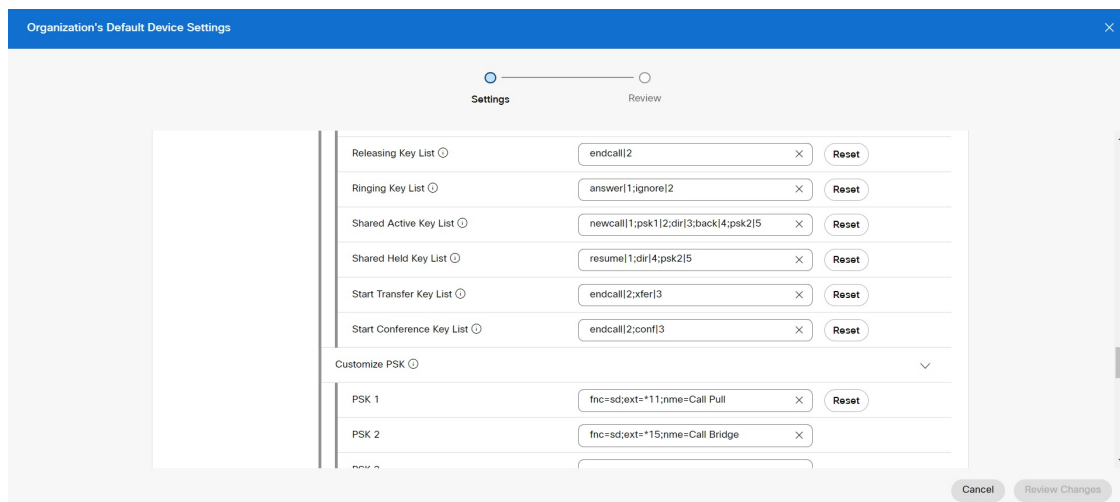 Organization's Default Device Settings
Settings
Review
Releasing Key List
endcall|2
Reset
Ringing Key List
answer|1;ignore|2
Reset
Shared Active Key List
newcall|1;psk1|2;dir|3;back|4;psk2|5
Reset
Shared Held Key List
resume|1;dir|4;psk2|5
Reset
Start Transfer Key List
endcall|2;xfer|3
Reset
Start Conference Key List
endcall|2;conf|3
Reset
Customize PSK
PSK 1
fnc=sd;ext=*11;nme=Call Pull
Reset
PSK 2
fnc=sd;ext=*15;nme=Call Bridge
Cancel
Review Changes